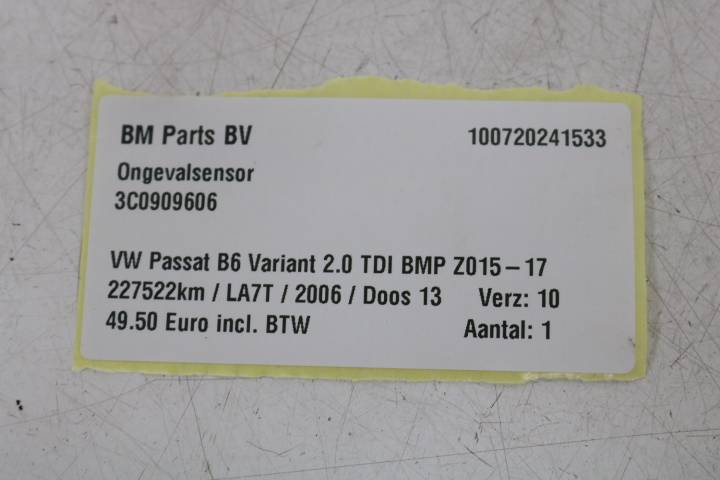 BM Parts BV 100720241533
Ongevalsensor
3C0909606
VW Passat B6 Variant 2.0 TDI BMP Z015-17
227522km / LA7T / 2006 / Doos 13 Verz: 10
49.50 Euro incl. BTW Aantal: 1